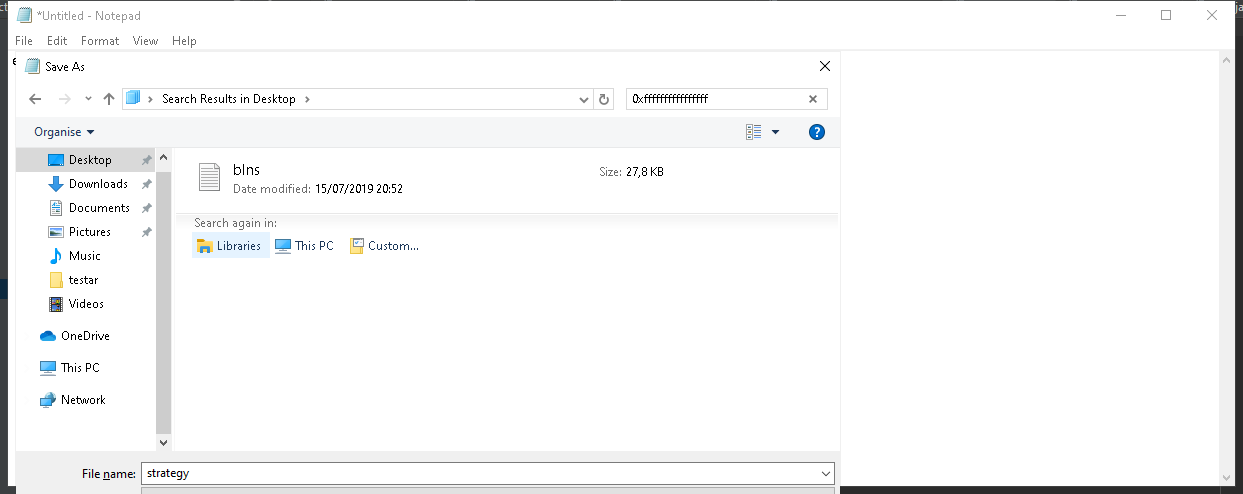 *Untitled - Notepad
File Edit Format View Help
Save As
Search Results in Desktop
0xffffffffffffffff
Organise
Desktop
Downloads
Documents
Pictures
Music
testar
Videos
OneDrive
This PC
Network
blns
Date modified: 15/07/2019 20:52
Size: 27,8 KB
Search again in:
Libraries This PC Custom...
File name: strategy